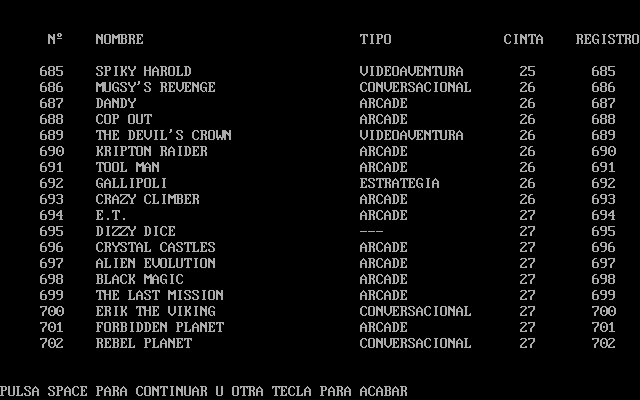 Nº NOMBRE TIPO CINTA REGISTRO
685 SPIKY HAROLD VIDEOAVENTURA 25 685
686 MUGSY'S REVENGE CONVERSACIONAL 26 686
687 DANDY ARCADE 26 687
688 COP OUT ARCADE 26 688
689 THE DEVIL'S CROWN VIDEOAVENTURA 26 689
690 KRIPTON RAIDER ARCADE 26 690
691 TOOL MAN ARCADE 26 691
692 GALLIPOLI ESTRATEGIA 26 692
693 CRAZY CLIMBER ARCADE 26 693
694 E.T. ARCADE 27 694
695 DIZZY DICE --- 27 695
696 CRYSTAL CASTLES ARCADE 27 696
697 ALIEN EVOLUTION ARCADE 27 697
698 BLACK MAGIC ARCADE 27 698
699 THE LAST MISSION ARCADE 27 699
700 ERIK THE VIKING CONVERSACIONAL 27 700
701 FORBIDDEN PLANET ARCADE 27 701
702 REBEL PLANET CONVERSACIONAL 27 702
PULSA SPACE PARA CONTINUAR U OTRA TECLA PARA ACABAR